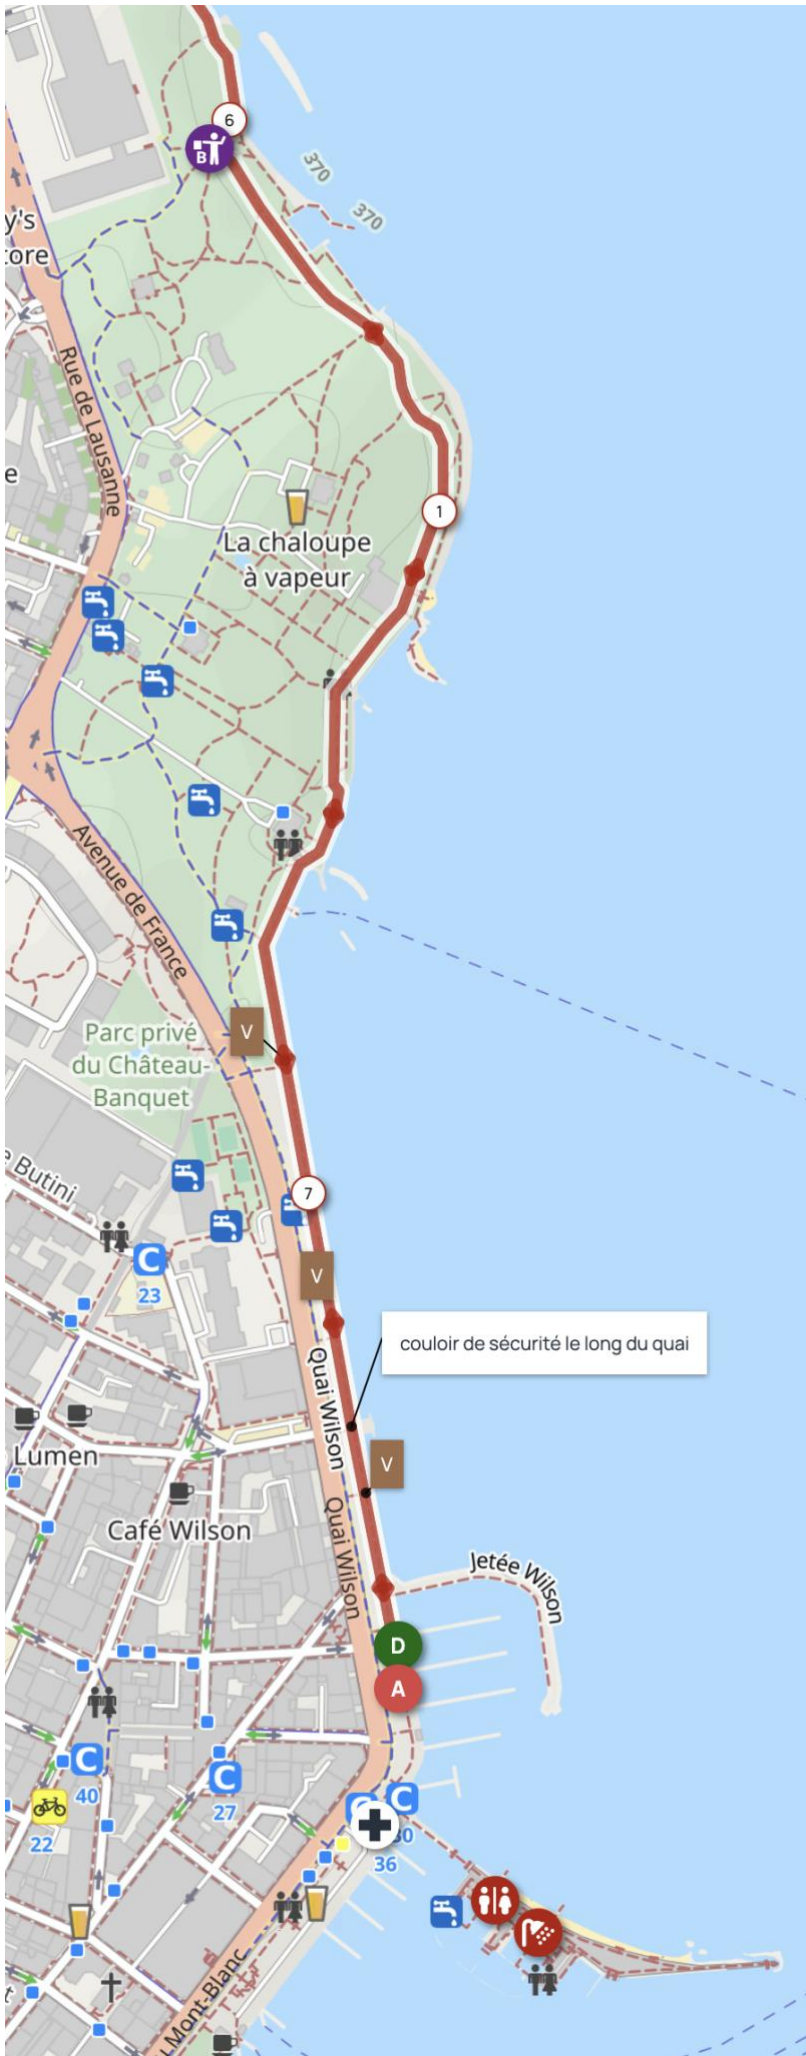 6
B
370
370
y's
core
Rue de Lausanne
e
1
La chaloupe
à vapeur
Avenue de France
V
Parc privé
du Château-
Banquet
e Butini
7
C
23
V
couloir de sécurité le long du quai
Quai Wilson
V
Lumen
Café Wilson
Quai Wilson
Jetée Wilson
D
A
C
40
C
27
C
22
30
36
Mont-Blanc